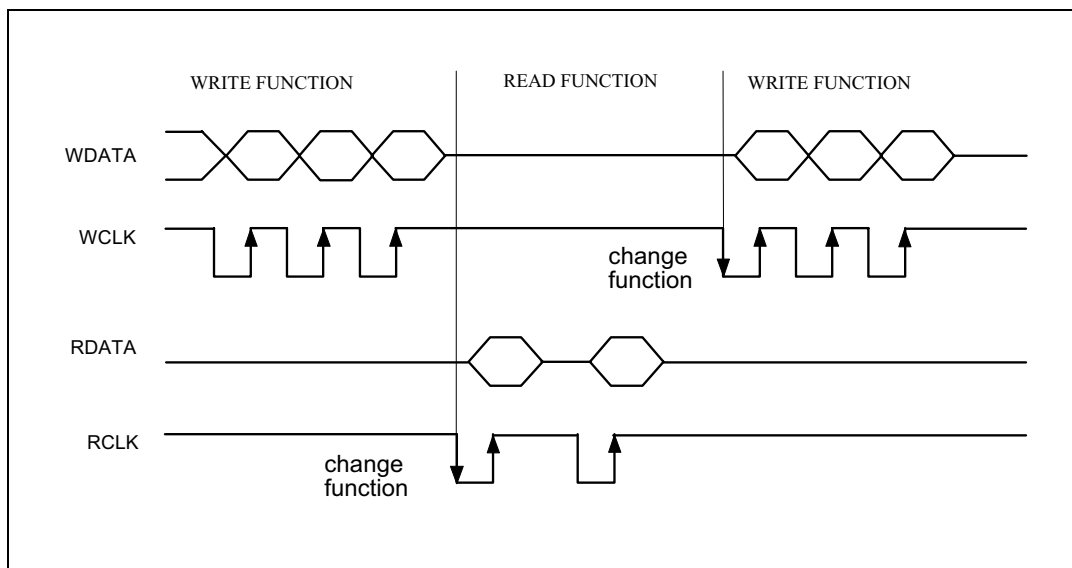 WRITE FUNCTION READ FUNCTION WRITE FUNCTION
WDATA
WCLK
change
function
RDATA
RCLK
change
function